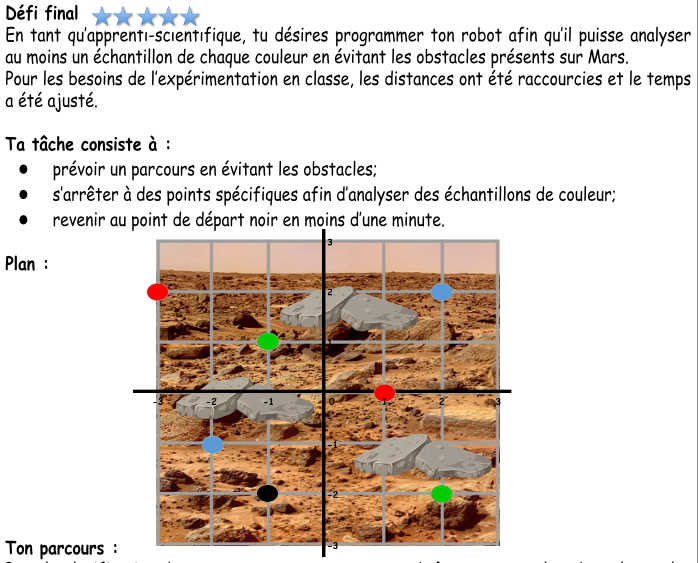 Défi final
En tant qu'apprenti-scientifique, tu désires programmer ton robot afin qu'il puisse analyser
au moins un échantillon de chaque couleur en évitant les obstacles présents sur Mars.
Pour les besoins de l'expérimentation en classe, les distances ont été raccourcies et le temps
a été ajusté.
Ta tâche consiste à :
● prévoir un parcours en évitant les obstacles;
● s'arrêter à des points spécifiques afin d'analyser des échantillons de couleur;
● revenir au point de départ noir en moins d'une minute.
Plan :
3
2
-3 -2 -1 0 1 2 3
-1
-2
-3
Ton parcours :